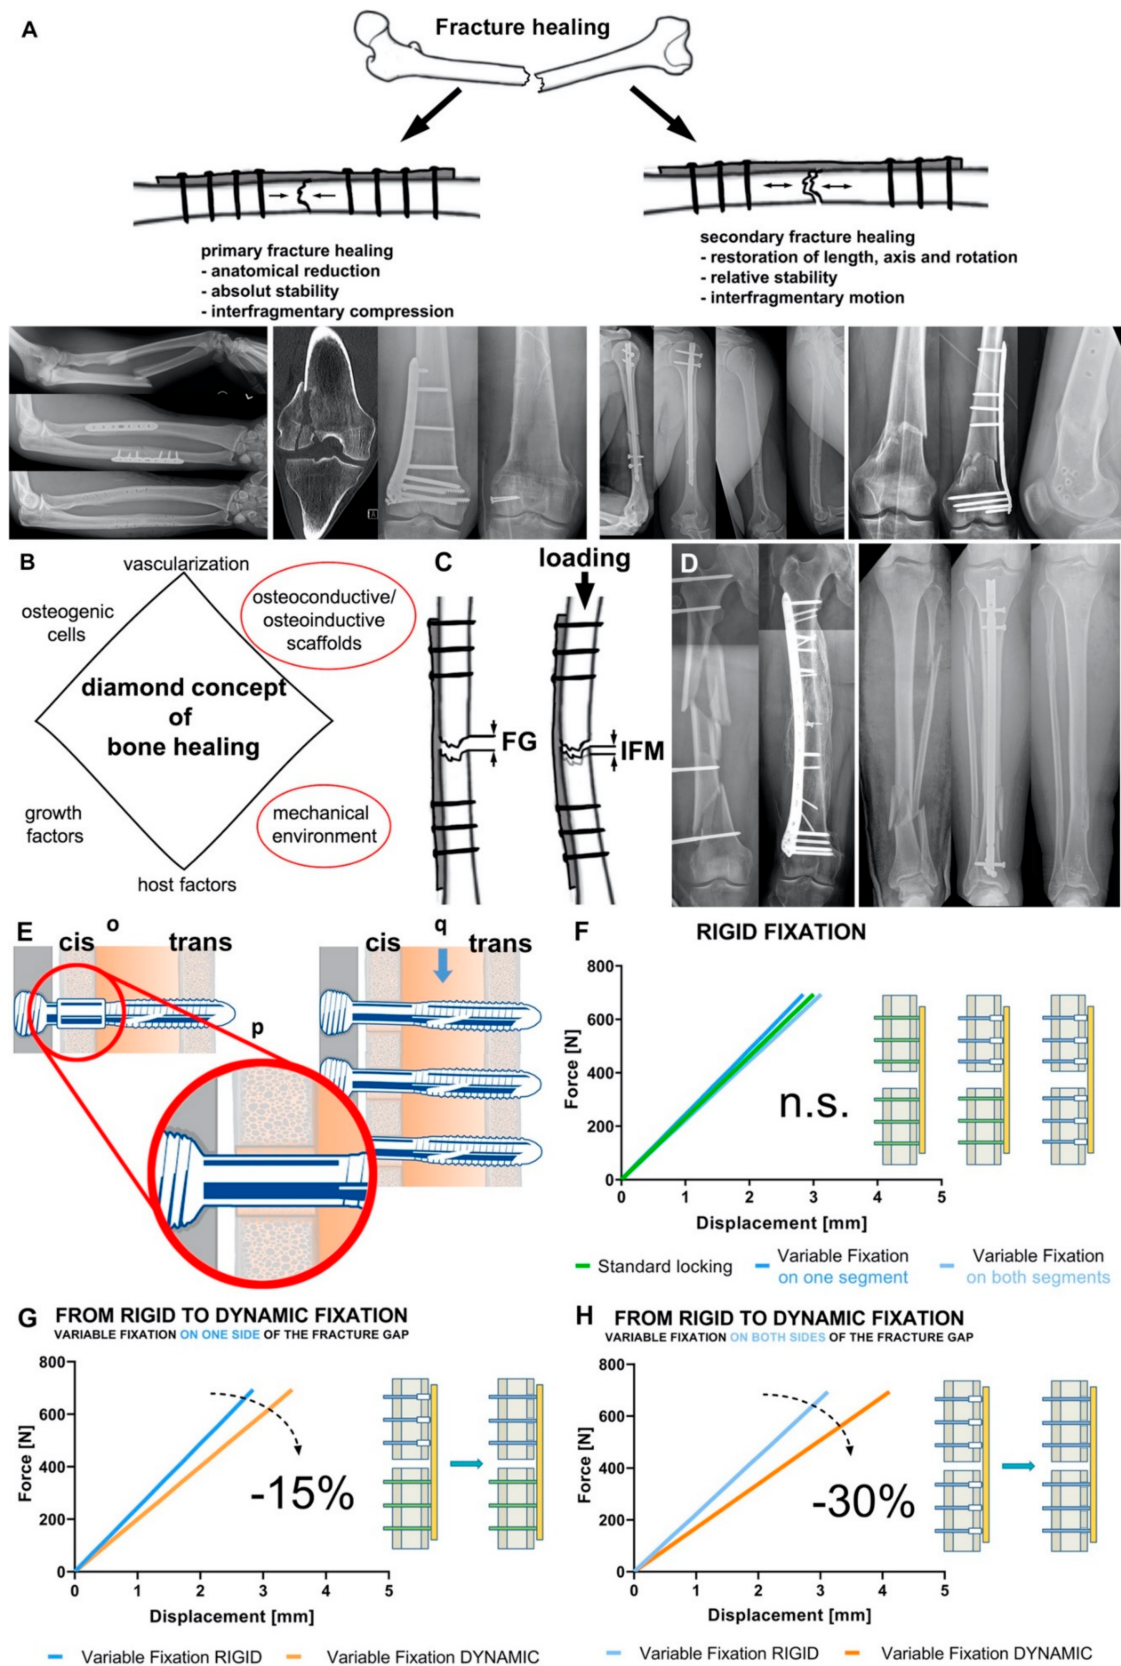 A
Fracture healing
primary fracture healing
- anatomical reduction
- absolut stability
- interfragmentary compression
secondary fracture healing
- restoration of length, axis and rotation
- relative stability
- interfragmentary motion
B
vascularization
osteogenic
cells
osteoconductive/
osteoinductive
scaffolds
diamond concept
of
bone healing
growth
factors
mechanical
environment
host factors
C
loading
FG
IFM
D
E
o
cis
trans
p
q
cis
trans
F
RIGID FIXATION
800
600
400
200
0
Force [N]
n.s.
0 1 2 3 4 5
Displacement [mm]
Standard locking
Variable Fixation
on one segment
Variable Fixation
on both segments
G
FROM RIGID TO DYNAMIC FIXATION
VARIABLE FIXATION ON ONE SIDE OF THE FRACTURE GAP
800
600
400
200
0
Force [N]
-15%
0 1 2 3 4 5
Displacement [mm]
Variable Fixation RIGID
Variable Fixation DYNAMIC
H
FROM RIGID TO DYNAMIC FIXATION
VARIABLE FIXATION ON BOTH SIDES OF THE FRACTURE GAP
800
600
400
200
0
Force [N]
-30%
0 1 2 3 4 5
Displacement [mm]
Variable Fixation RIGID
Variable Fixation DYNAMIC